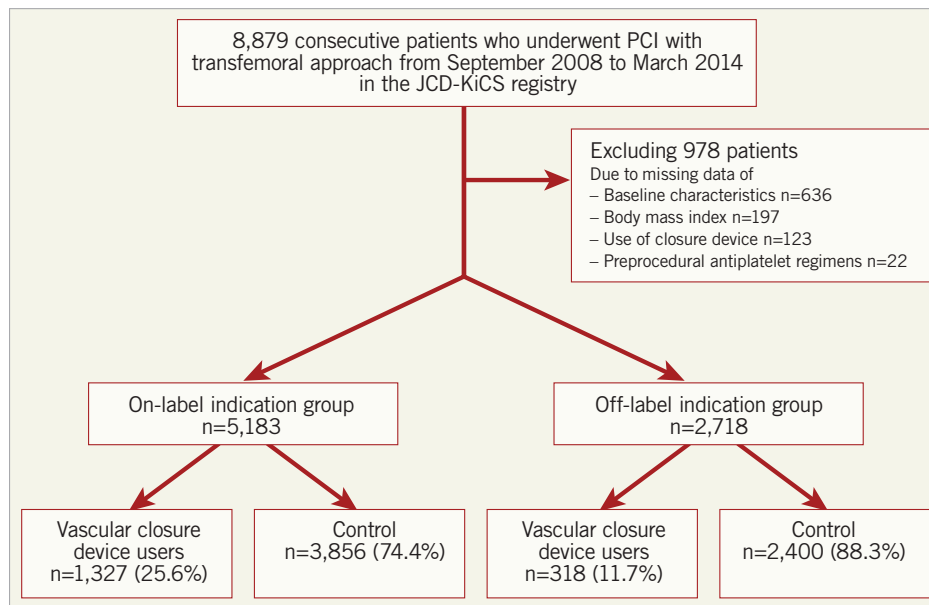 8,879 consecutive patients who underwent PCI with
transfemoral approach from September 2008 to March 2014
in the JCD-KiCS registry
Excluding 978 patients
Due to missing data of
– Baseline characteristics n=636
– Body mass index n=197
– Use of closure device n=123
– Preprocedural antiplatelet regimens n=22
On-label indication group
n=5,183
Off-label indication group
n=2,718
Vascular closure
device users
n=1,327 (25.6%)
Control
n=3,856 (74.4%)
Vascular closure
device users
n=318 (11.7%)
Control
n=2,400 (88.3%)